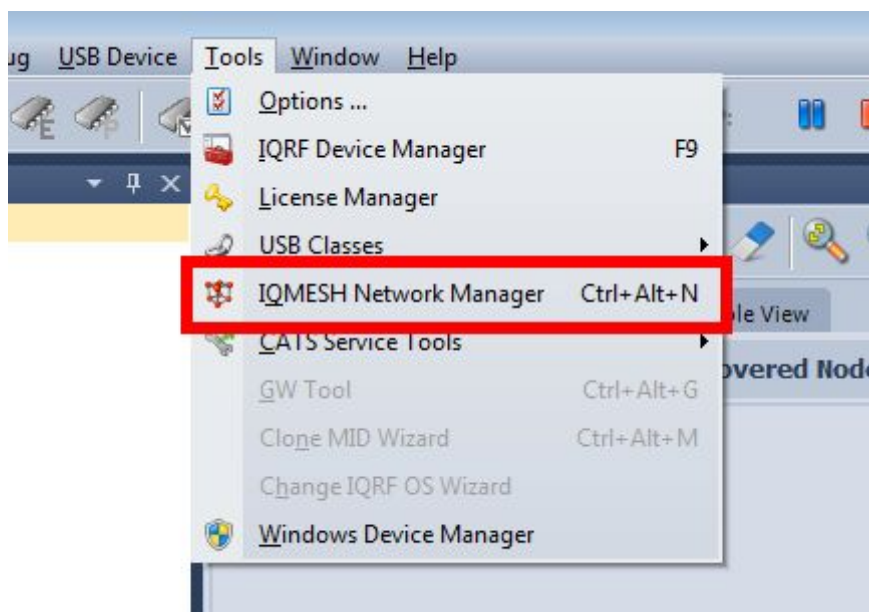 ug USB Device Tools Window Help
Options ...
IQRF Device Manager F9
License Manager
USB Classes
IQMESH Network Manager Ctrl+Alt+N
ble View
CATS Service Tools
overed Node
GW Tool Ctrl+Alt+G
Clone MID Wizard Ctrl+Alt+M
Change IQRF OS Wizard
Windows Device Manager